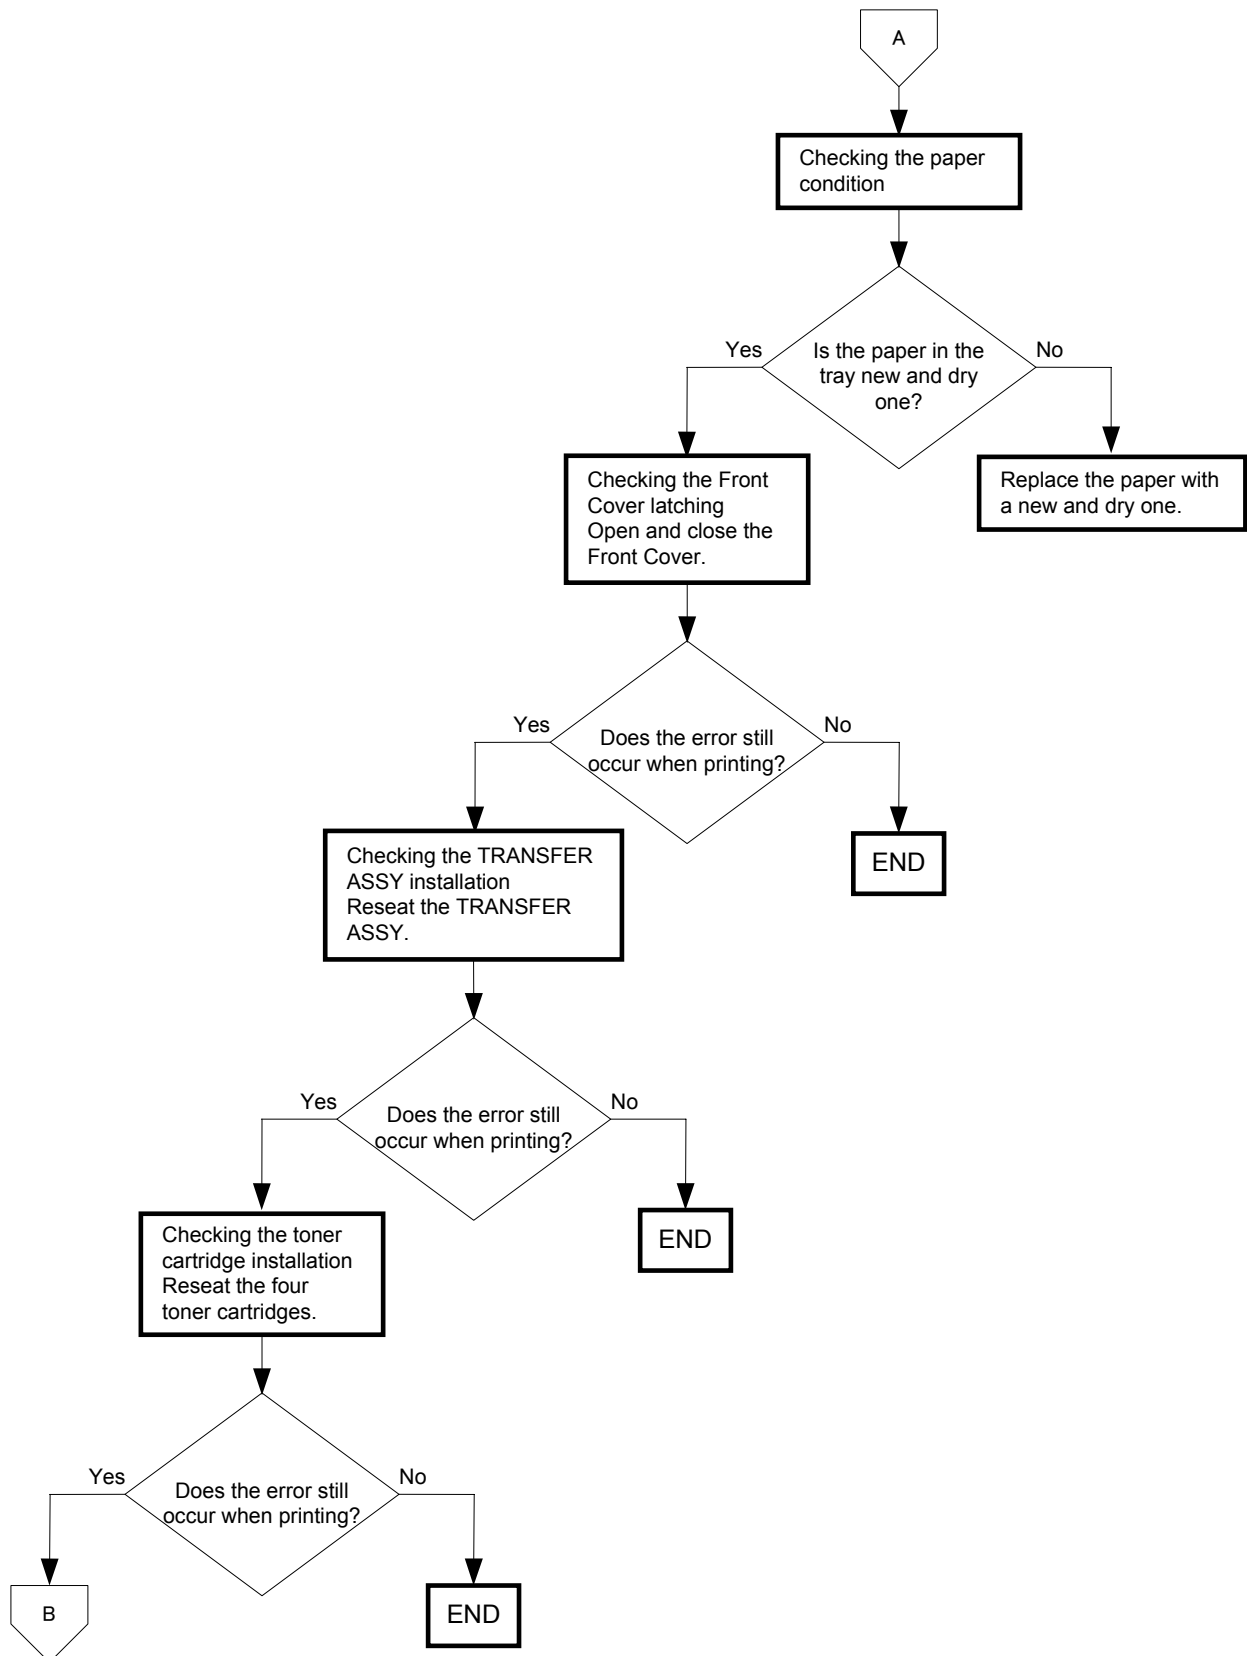 A
Checking the paper
condition
Yes
Is the paper in the
tray new and dry
one?
No
Checking the Front
Cover latching
Open and close the
Front Cover.
Replace the paper with
a new and dry one.
Yes
Does the error still
occur when printing?
No
Checking the TRANSFER
ASSY installation
Reseat the TRANSFER
ASSY.
END
Yes
Does the error still
occur when printing?
No
Checking the toner
cartridge installation
Reseat the four
toner cartridges.
END
Yes
Does the error still
occur when printing?
No
B
END